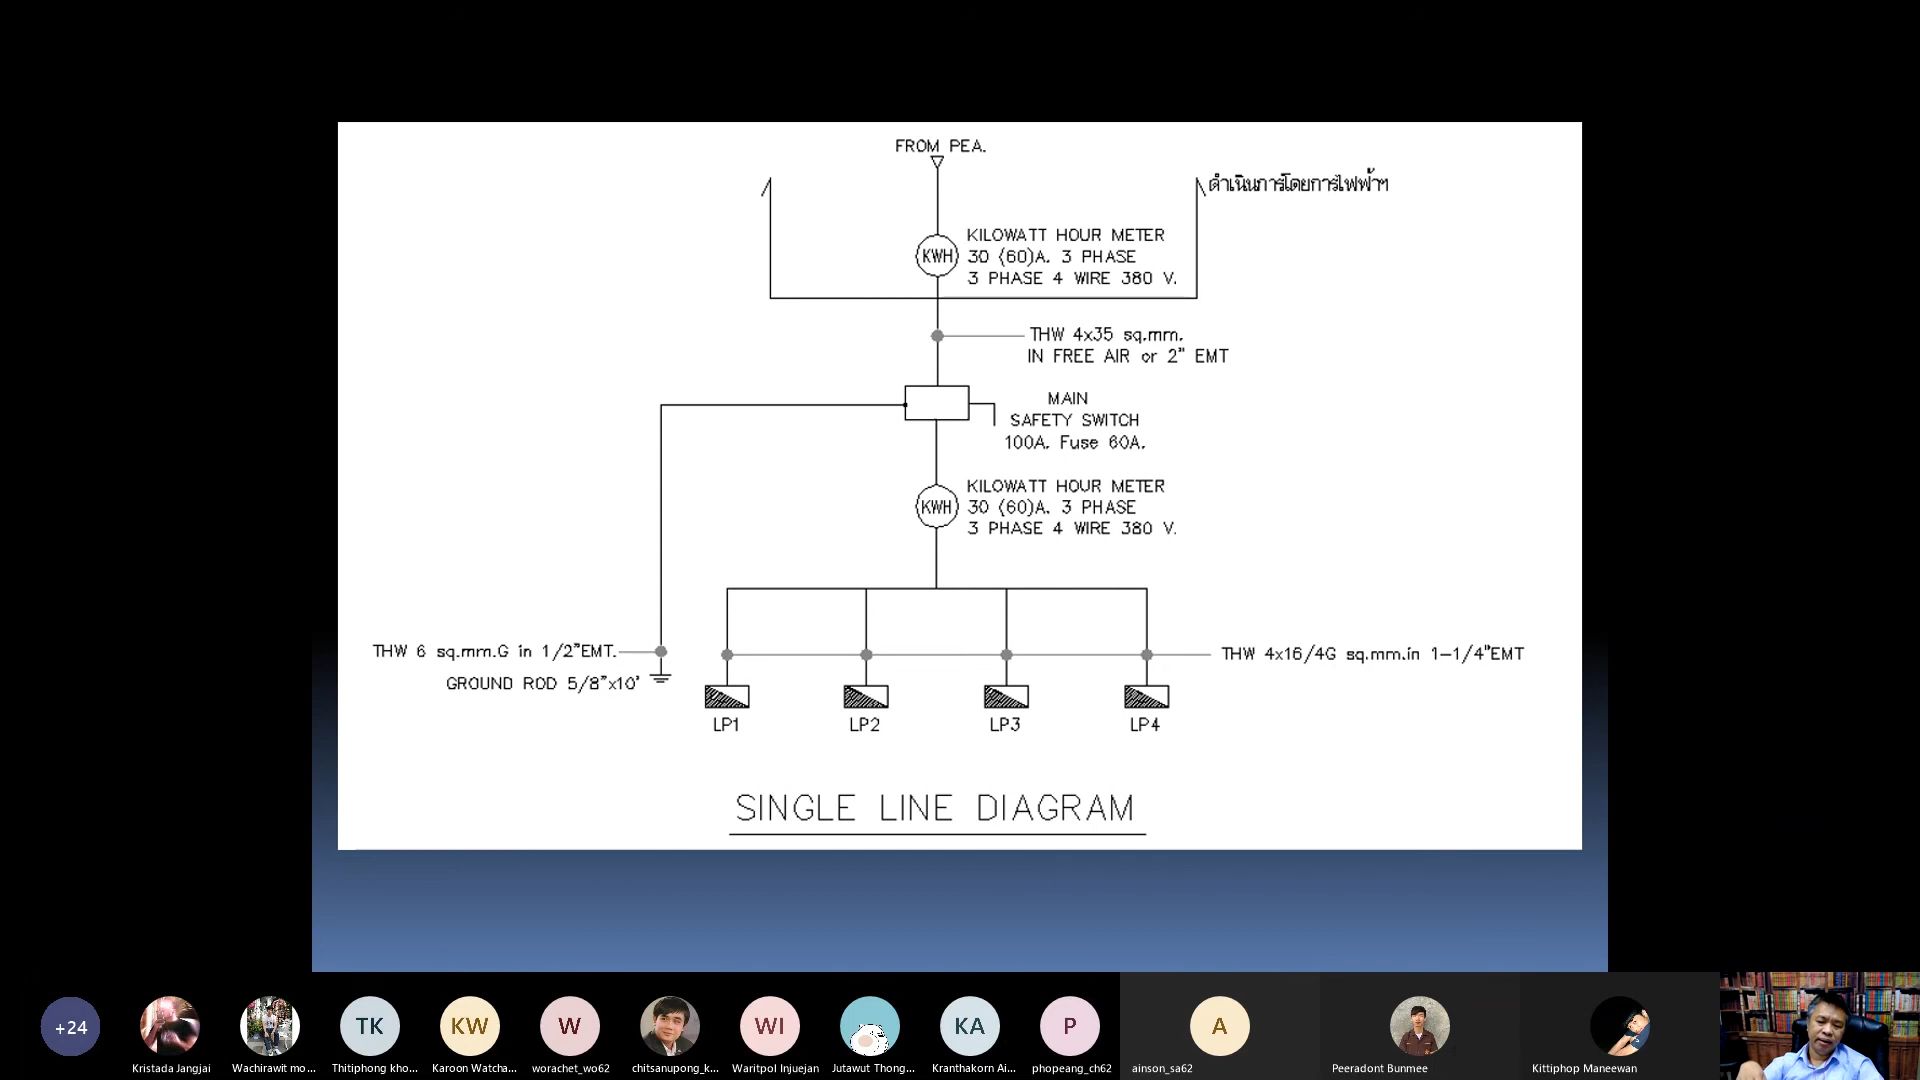 FROM PEA.
ดำเนินการโดยการไฟฟ้าฯ
KILOWATT HOUR METER
KWH 30 (60)A. 3 PHASE
3 PHASE 4 WIRE 380 V.
THW 4x35 sq.mm.
IN FREE AIR or 2" EMT
MAIN
SAFETY SWITCH
100A. Fuse 60A.
KILOWATT HOUR METER
KWH 30 (60)A. 3 PHASE
3 PHASE 4 WIRE 380 V.
THW 6 sq.mm.G in 1/2"EMT.
THW 4x16/4G sq.mm.in 1-1/4"EMT
GROUND ROD 5/8"x10'
LP1 LP2 LP3 LP4
SINGLE LINE DIAGRAM
+24 TK KW W WI KA P A
Kristada Jangjai Wachirawit mo... Thitiphong kho... Karoon Watcha... worachet_wo62 chitsanupong_k... Waritpol Injuejan Jutawut Thong... Kranthakorn Ai... phopeang_ch62 ainson_sa62 Peeradont Bunmee Kittiphop Maneewan